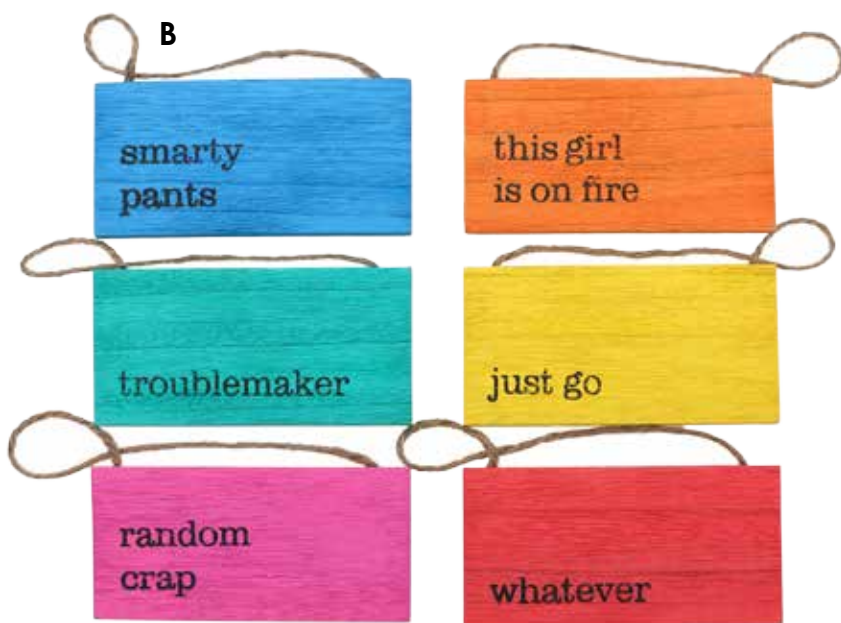 B
smarty
pants
this girl
is on fire
troublemaker
just go
random
crap
whatever